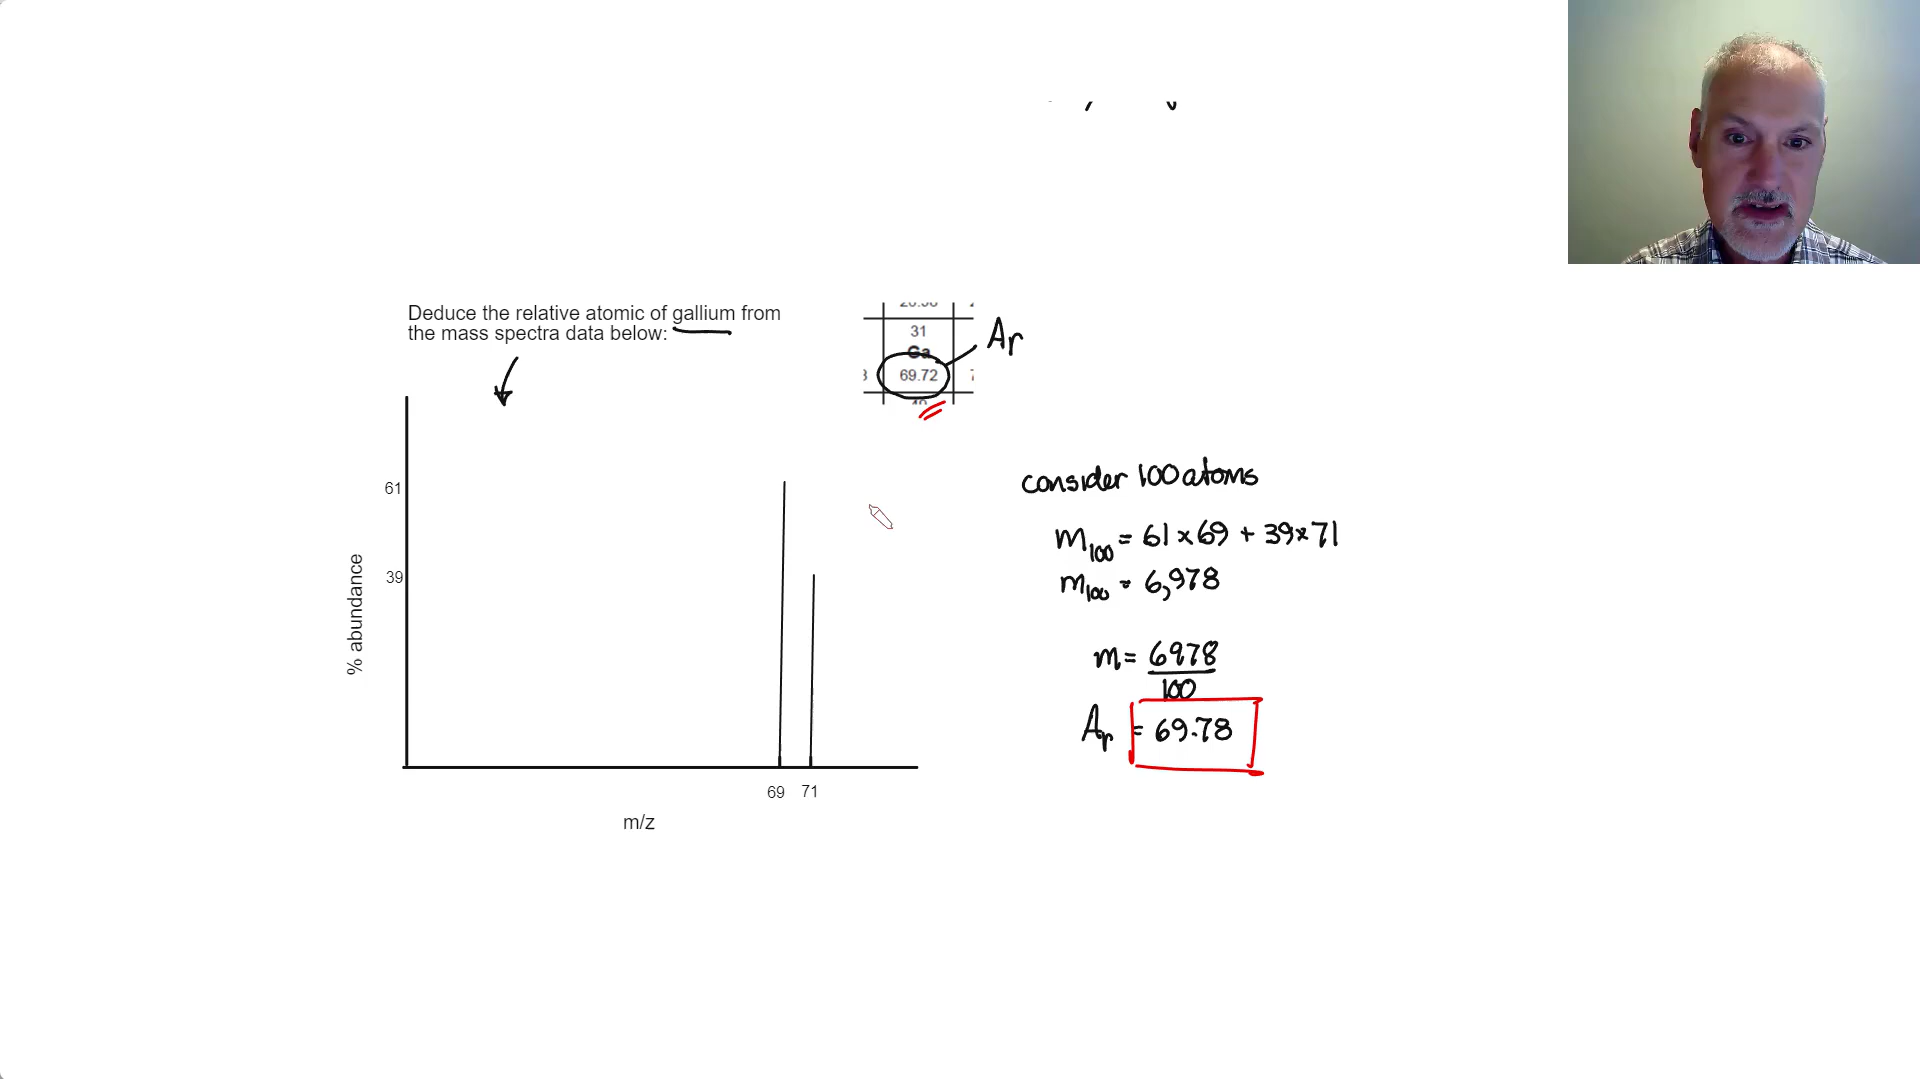 Deduce the relative atomic of gallium from
the mass spectra data below:
31
Ga
69.72
Ar
61
39
% abundance
69 71
m/z
consider 100 atoms
m100 = 61 × 69 + 39 × 71
m100 = 6,978
m = 6978
100
Ar = 69.78